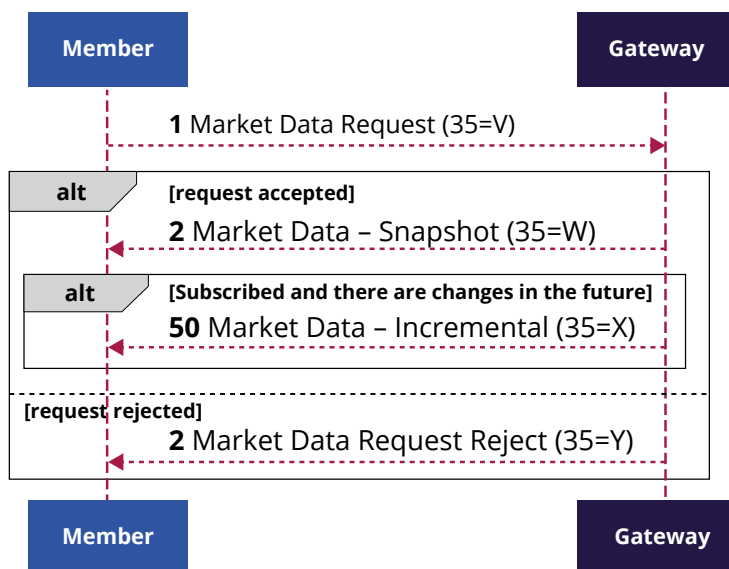 Member
Gateway
1 Market Data Request (35=V)
alt
[request accepted]
2 Market Data – Snapshot (35=W)
alt
[Subscribed and there are changes in the future]
50 Market Data – Incremental (35=X)
[request rejected]
2 Market Data Request Reject (35=Y)
Member
Gateway